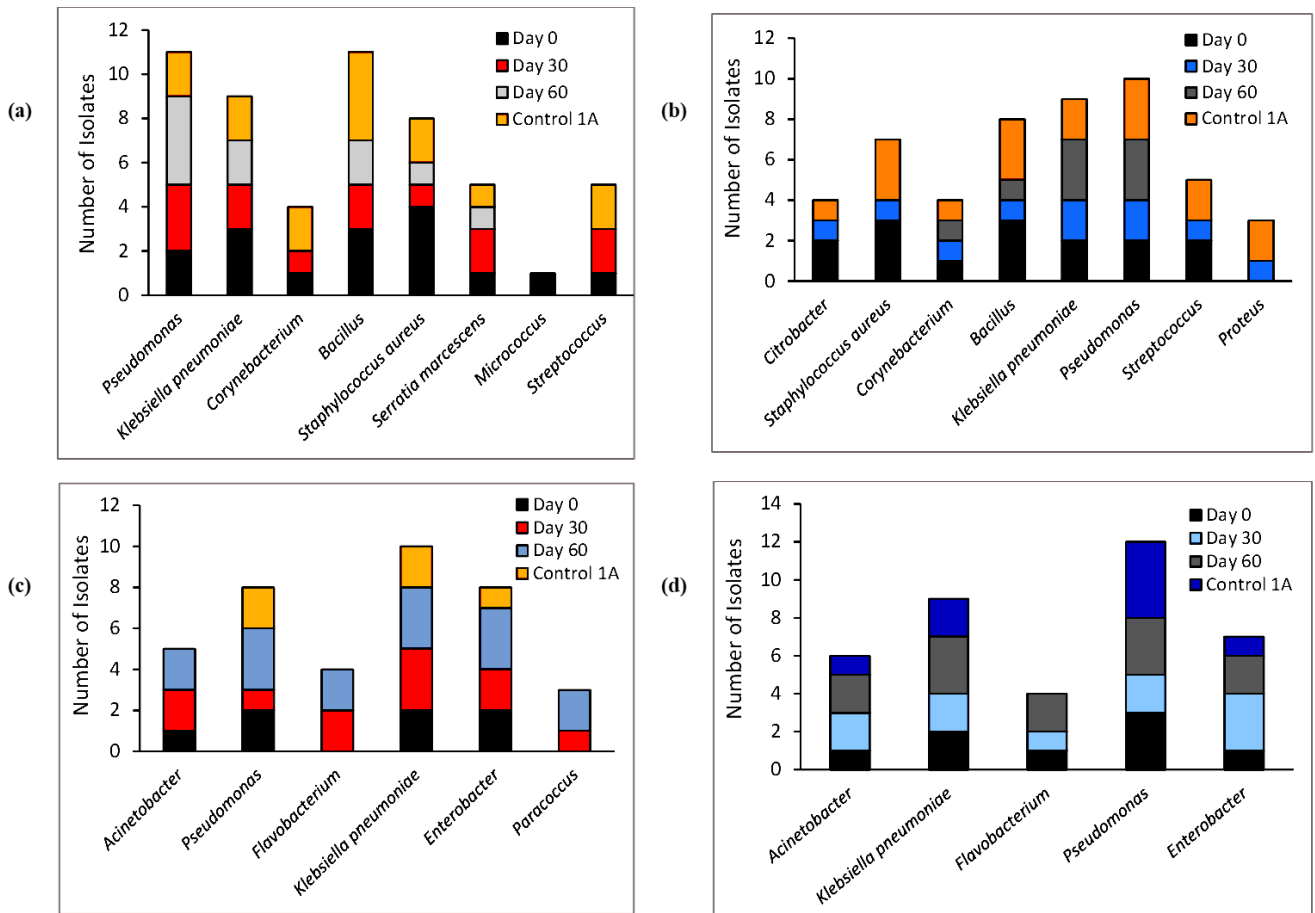 (a)
Number of Isolates
12
10
8
6
4
2
0
Day 0
Day 30
Day 60
Control 1A
Pseudomonas
Klebsiella pneumoniae
Corynebacterium
Bacillus
Staphylococcus aureus
Serratia marcescens
Micrococcus
Streptococcus
(b)
Number of Isolates
12
10
8
6
4
2
0
Day 0
Day 30
Day 60
Control 1A
Citrobacter
Staphylococcus aureus
Corynebacterium
Bacillus
Klebsiella pneumoniae
Pseudomonas
Streptococcus
Proteus
(c)
Number of Isolates
12
10
8
6
4
2
0
Day 0
Day 30
Day 60
Control 1A
Acinetobacter
Pseudomonas
Flavobacterium
Klebsiella pneumoniae
Enterobacter
Paracoccus
(d)
Number of Isolates
14
12
10
8
6
4
2
0
Day 0
Day 30
Day 60
Control 1A
Acinetobacter
Klebsiella pneumoniae
Flavobacterium
Pseudomonas
Enterobacter